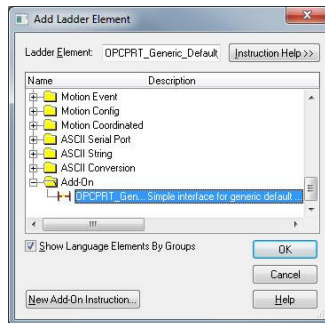 Add Ladder Element
Ladder Element: OPCPRT_Generic_Default Instruction Help >>
Name Description
Motion Event
Motion Config
Motion Coordinated
ASCII Serial Port
ASCII String
ASCII Conversion
Add-On
OPCPRT_Gen... Simple interface for generic default ...
Show Language Elements By Groups
OK
Cancel
New Add-On Instruction...
Help